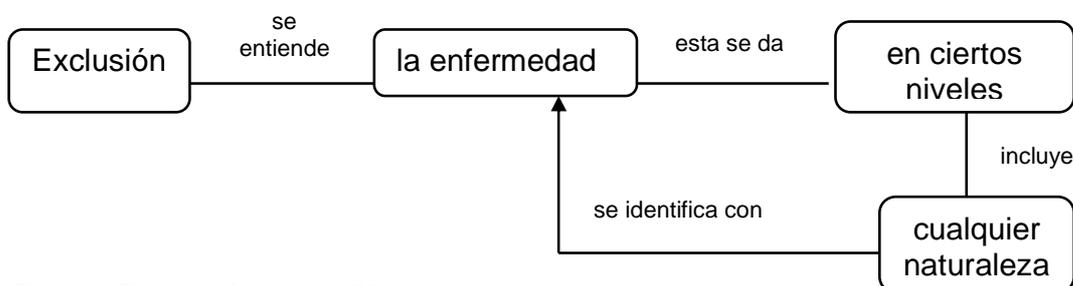 se
entiende
Exclusión
la enfermedad
esta se da
en ciertos
niveles
incluye
se identifica con
cualquier
naturaleza